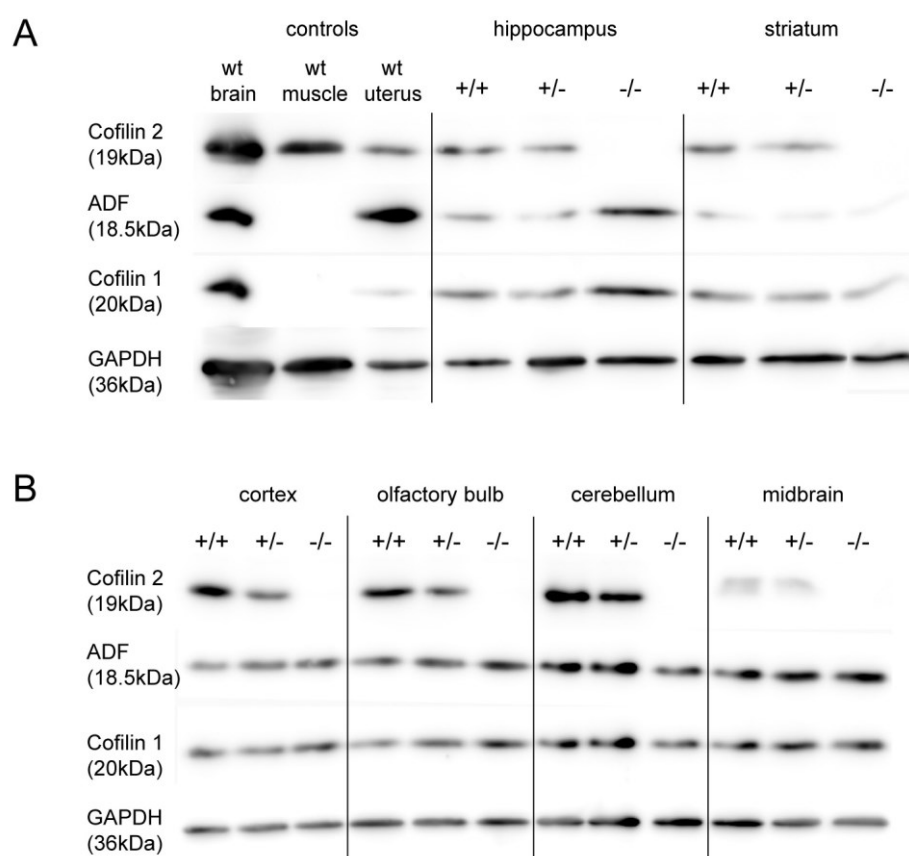 A
controls hippocampus striatum
wt wt wt
brain muscle uterus +/+ +/- -/- +/+ +/- -/-
Cofilin 2
(19kDa)
ADF
(18.5kDa)
Cofilin 1
(20kDa)
GAPDH
(36kDa)
B
cortex olfactory bulb cerebellum midbrain
+/+ +/- -/- +/+ +/- -/- +/+ +/- -/- +/+ +/- -/-
Cofilin 2
(19kDa)
ADF
(18.5kDa)
Cofilin 1
(20kDa)
GAPDH
(36kDa)